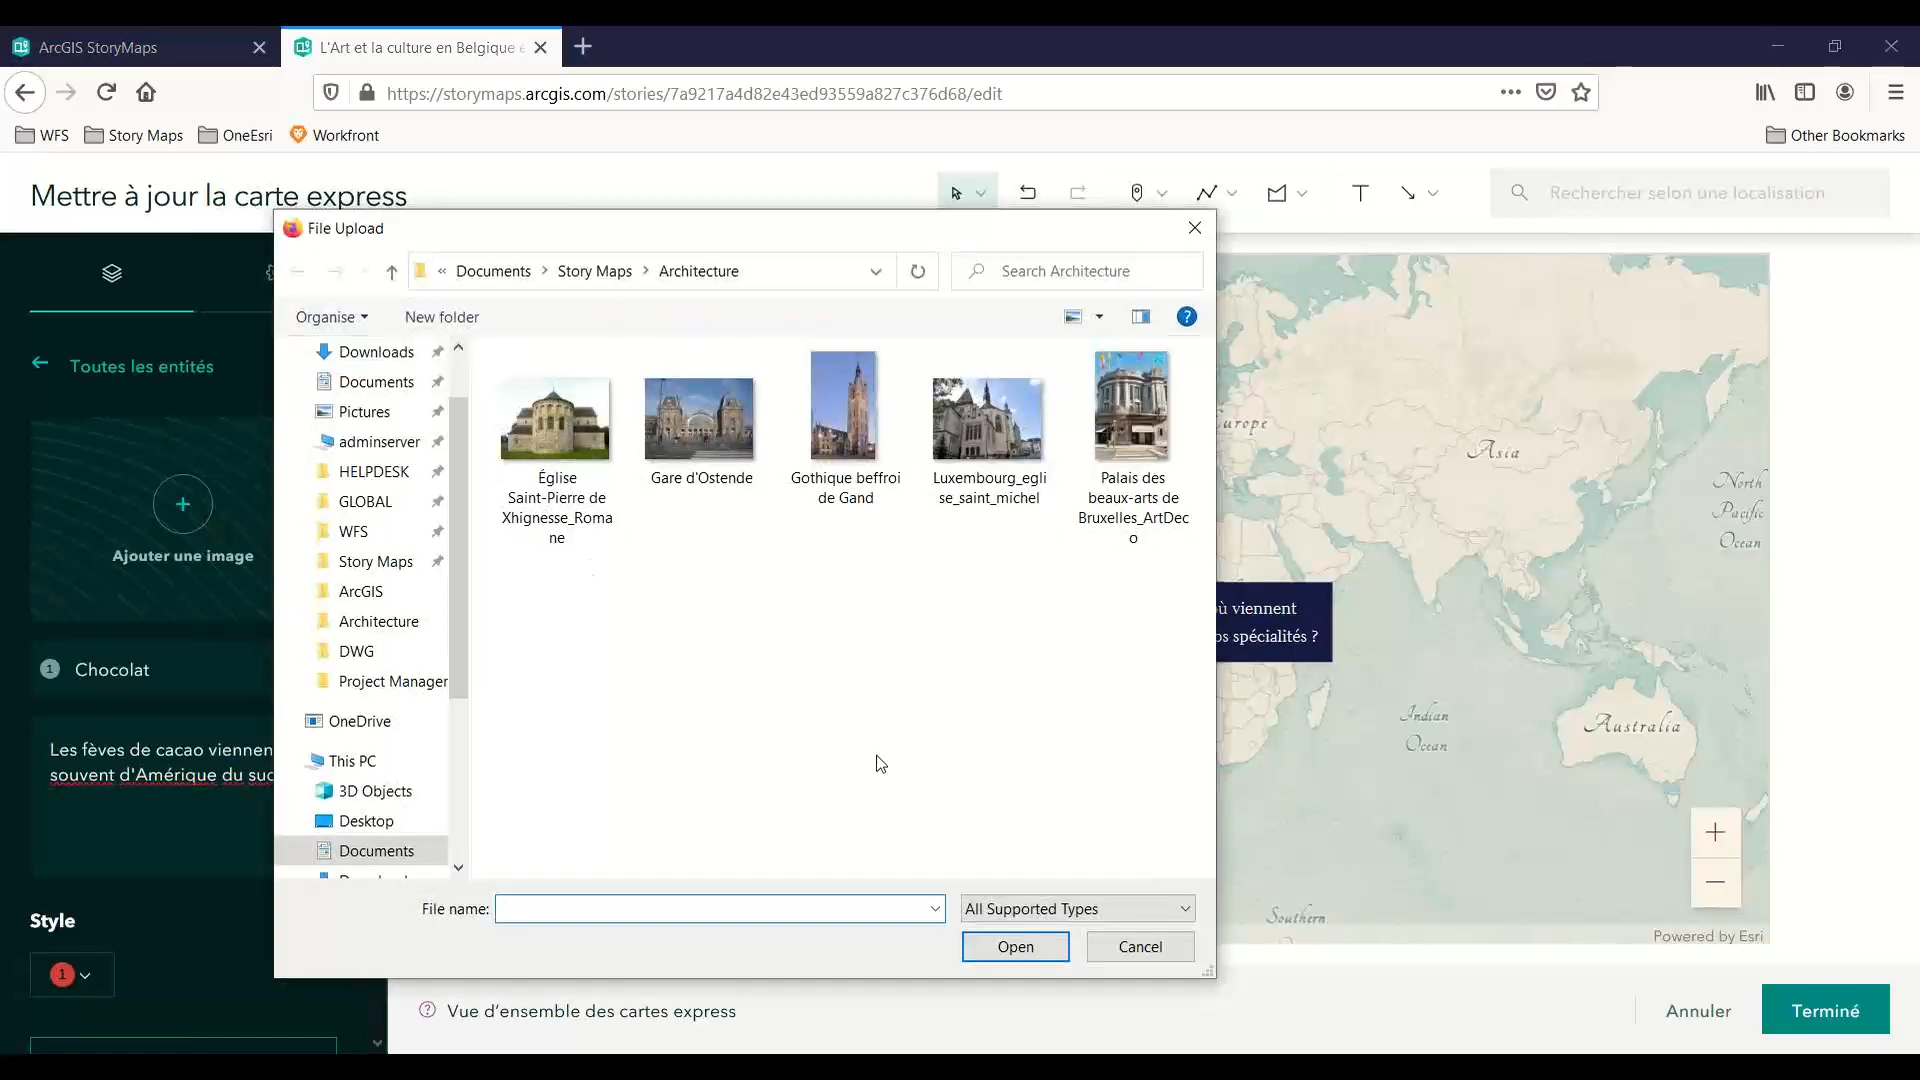 ArcGIS StoryMaps
L'Art et la culture en Belgique e
https://storymaps.arcgis.com/stories/7a9217a4d82e43ed93559a827c376d68/edit
WFS
Story Maps
OneEsri
Workfront
Other Bookmarks
Mettre à jour la carte express
Rechercher selon une localisation
File Upload
« Documents > Story Maps > Architecture
Search Architecture
Organise
New folder
Toutes les entités
Ajouter une image
1 Chocolat
Les fèves de cacao viennent
souvent d'Amérique du sud
Style
1
Downloads
Documents
Pictures
adminserver
HELPDESK
GLOBAL
WFS
Story Maps
ArcGIS
Architecture
DWG
Project Manager
OneDrive
This PC
3D Objects
Desktop
Documents
Église
Saint-Pierre de
Xhignesse_Roma
ne
Gare d'Ostende
Gothique beffroi
de Gand
Luxembourg_egli
se_saint_michel
Palais des
beaux-arts de
Bruxelles_ArtDec
o
File name:
All Supported Types
Open
Cancel
urope
Asia
North
Pacific
Ocean
où viennent
os spécialités ?
Indian
Ocean
Australia
Southern
Powered by Esri
Vue d'ensemble des cartes express
Annuler
Terminé